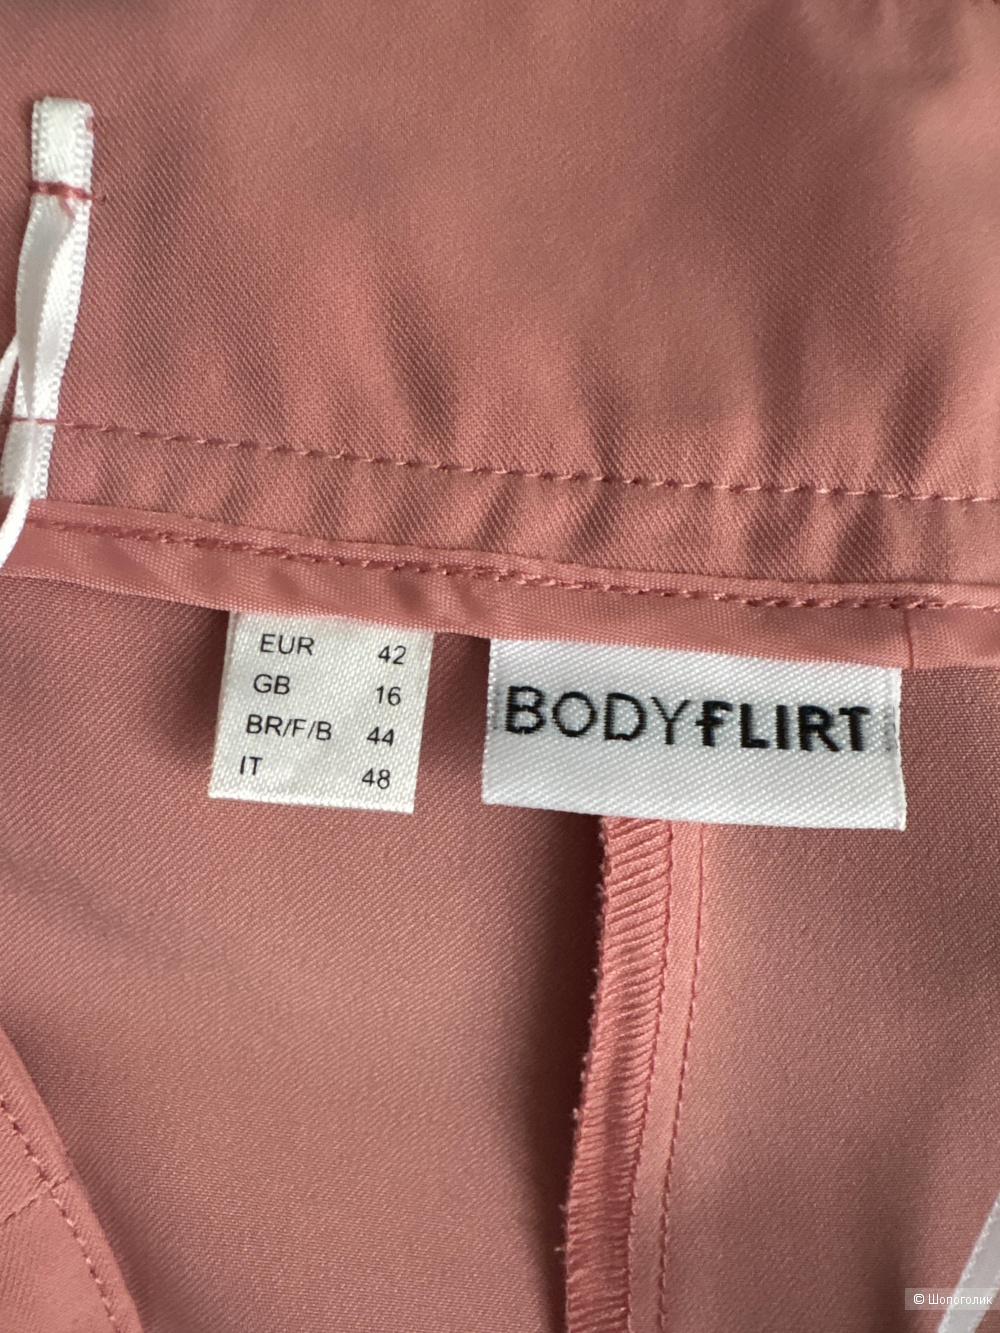 EUR 42
GB 16
BR/F/B 44
IT 48
BODYFLIRT
© Шопоголик